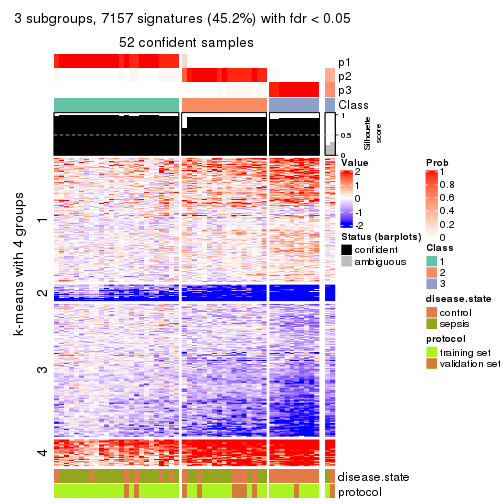 3 subgroups, 7157 signatures (45.2%) with fdr < 0.05
52 confident samples
p1
p2
p3
Class
1
0.5
0
Silhouette
score
k-means with 4 groups
1
2
3
4
disease.state
protocol
Value
2
1
0
-1
-2
Status (barplots)
confident
ambiguous
Prob
1
0.8
0.6
0.4
0.2
0
Class
1
2
3
disease.state
control
sepsis
protocol
training set
validation set